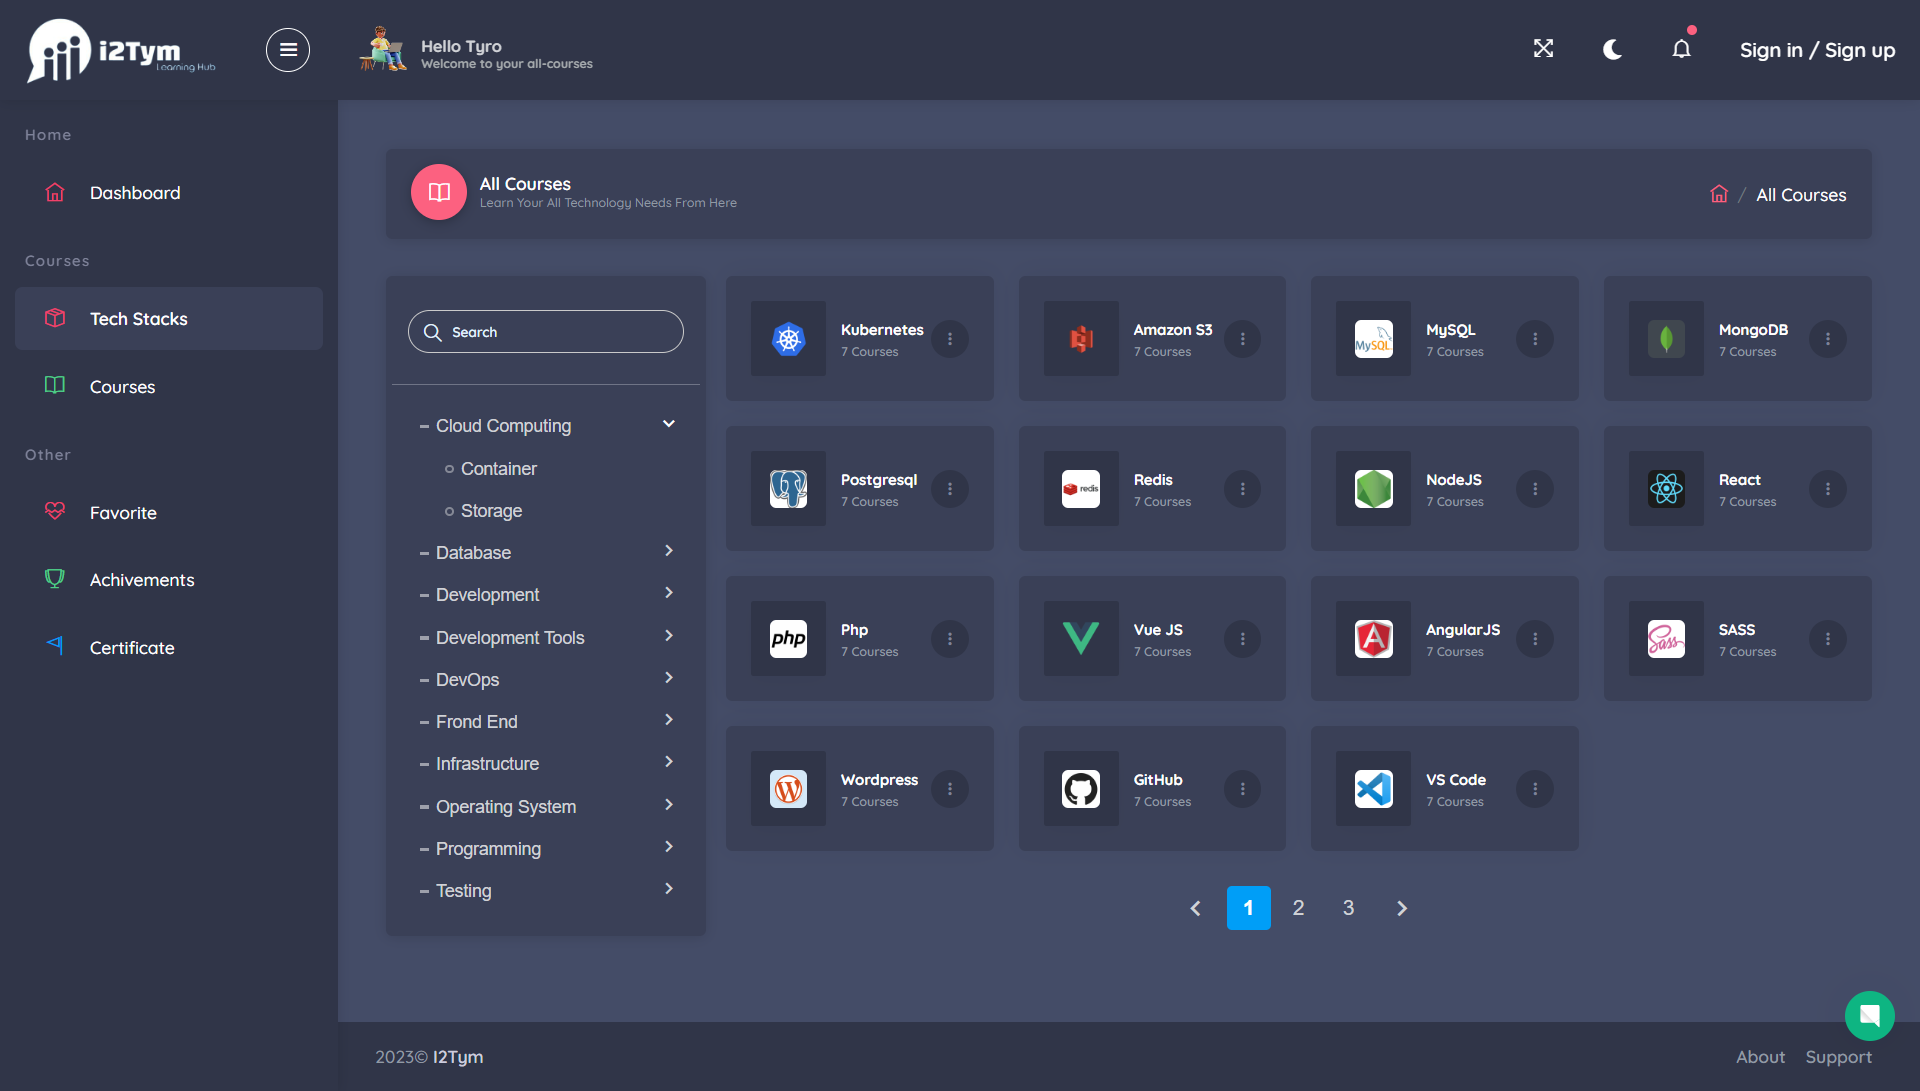 i2Tym
Learning Hub
Hello Tyro
Welcome to your all-courses
Sign in / Sign up
Home
Dashboard
Courses
Tech Stacks
Courses
Other
Favorite
Achivements
Certificate
All Courses
Learn Your All Technology Needs From Here
/ All Courses
Search
Cloud Computing
Container
Storage
Database
Development
Development Tools
DevOps
Frond End
Infrastructure
Operating System
Programming
Testing
Kubernetes
7 Courses
Amazon S3
7 Courses
MySQL
MySQL
7 Courses
MongoDB
7 Courses
Postgresql
7 Courses
redis
Redis
7 Courses
NodeJS
7 Courses
React
7 Courses
php
Php
7 Courses
Vue JS
7 Courses
AngularJS
7 Courses
Sass
SASS
7 Courses
Wordpress
7 Courses
GitHub
7 Courses
VS Code
7 Courses
1 2 3
2023© I2Tym
About Support